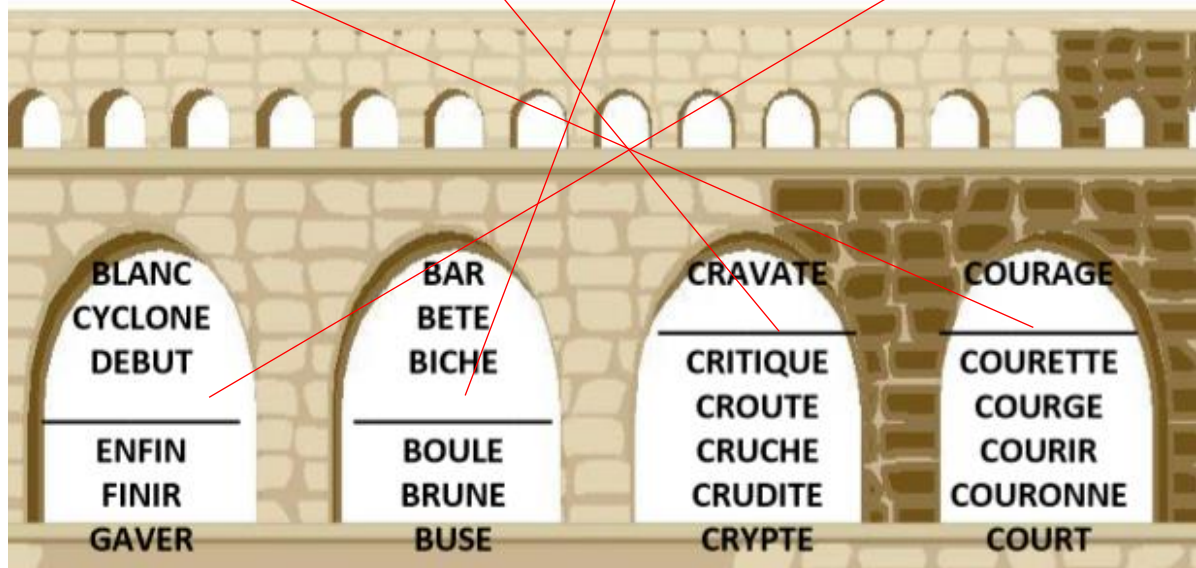 BLANC
CYCLONE
DEBUT
ENFIN
FINIR
GAVER
BAR
BETE
BICHE
BOULE
BRUNE
BUSE
CRAVATE
CRITIQUE
CROUTE
CRUCHE
CRUDITE
CRYPTE
COURAGE
COURETTE
COURGE
COURIR
COURONNE
COURT